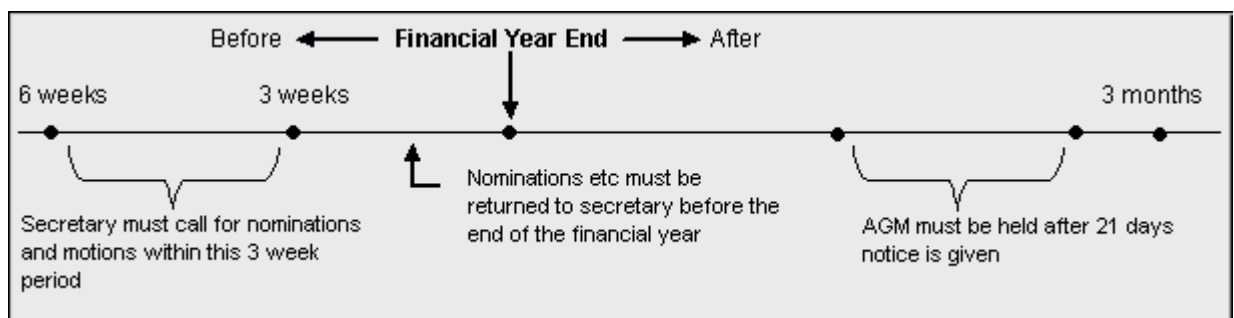 Before Financial Year End After
6 weeks 3 weeks 3 months
Secretary must call for nominations
and motions within this 3 week
period
Nominations etc must be
returned to secretary before the
end of the financial year
AGM must be held after 21 days
notice is given